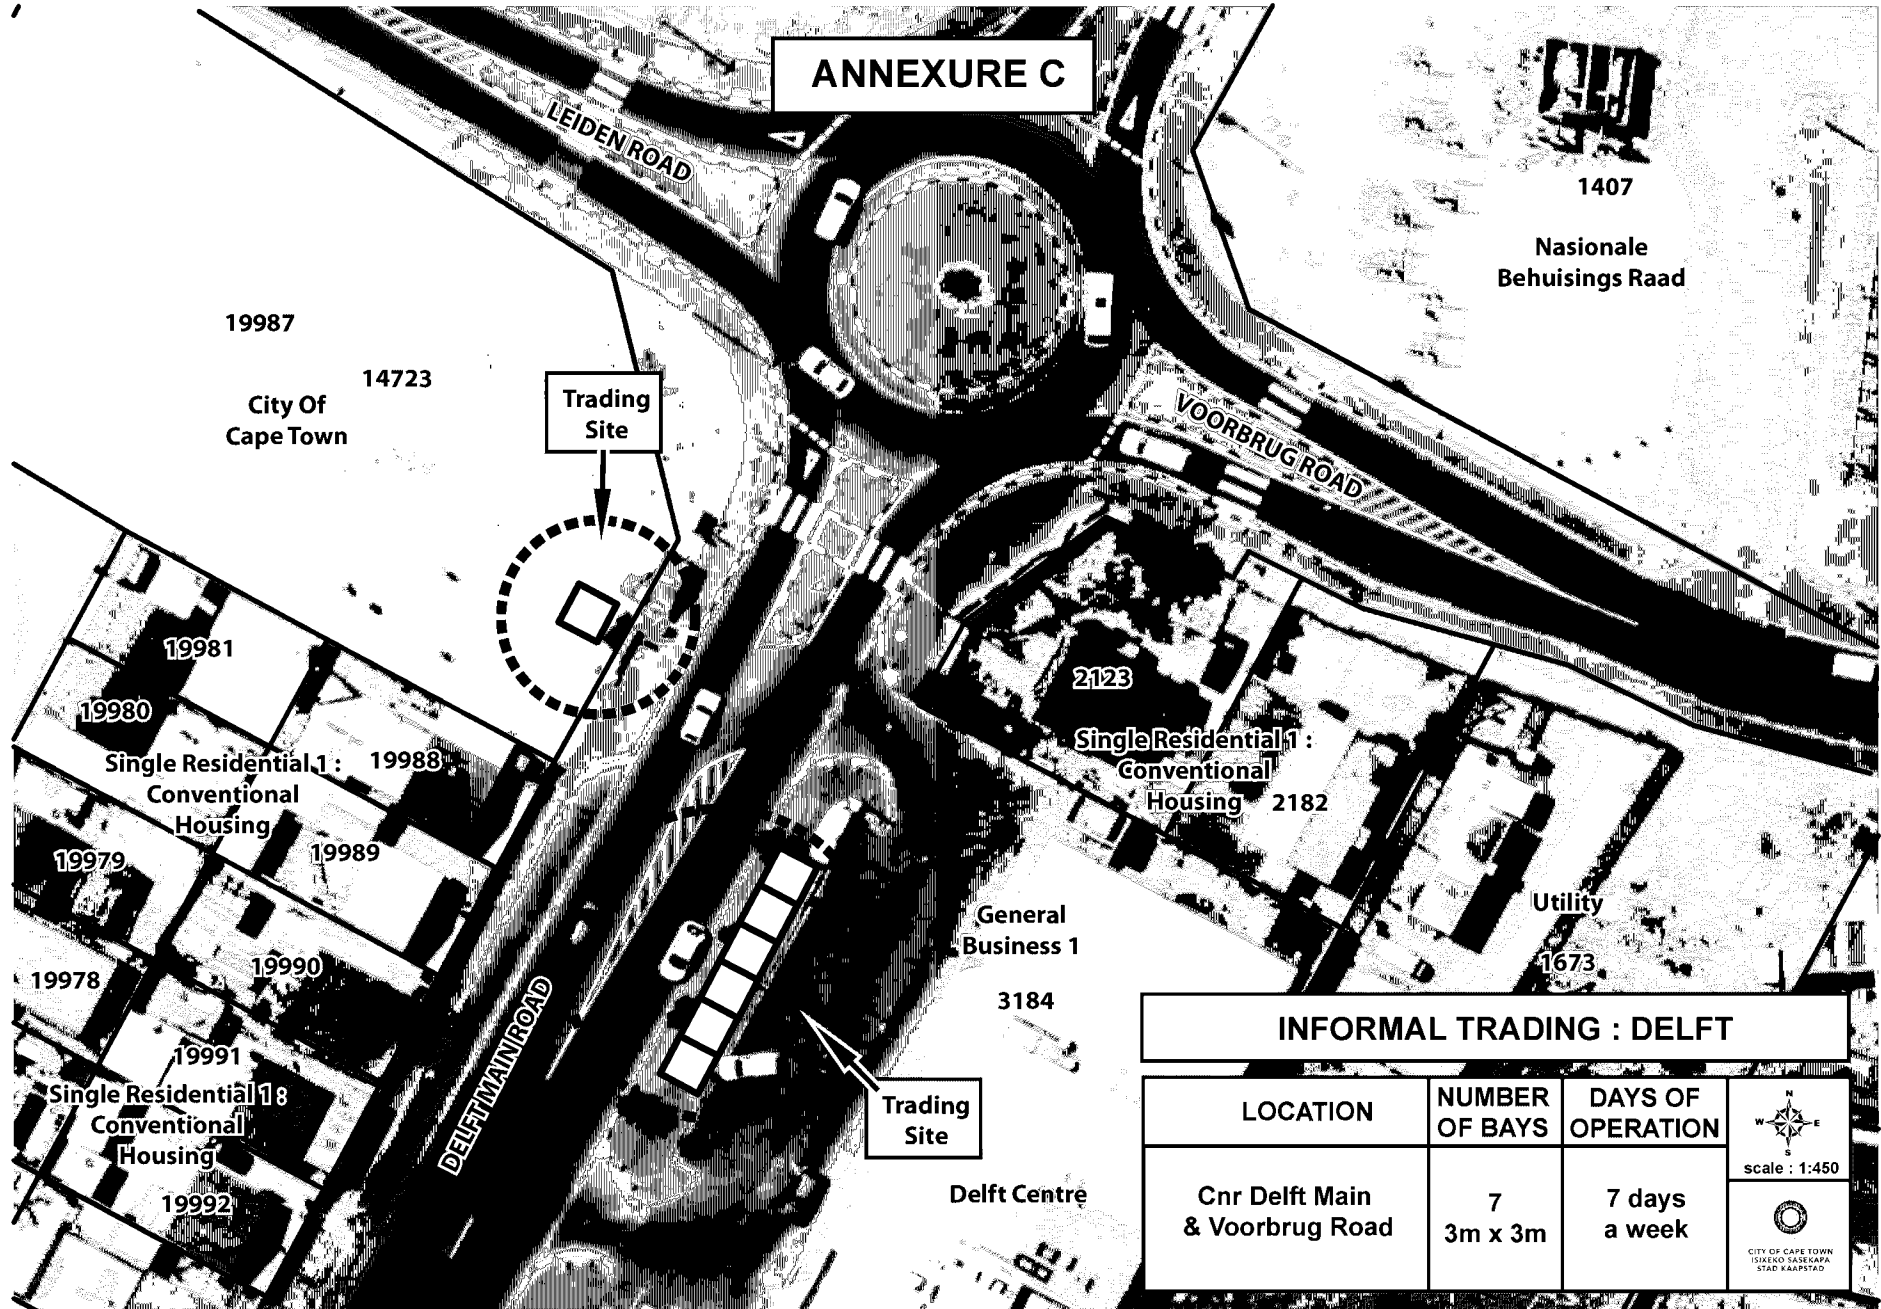 ANNEXURE C
LEIDEN ROAD
1407
Nasionale
Behuisings Raad
19987
14723
City Of
Cape Town
Trading
Site
VOORBRUG ROAD
19981
19980
2123
Single Residential 1 :
Conventional
Housing
2182
Single Residential 1 :
Conventional
Housing
19988
19979
19989
General
Business 1
Utility
1673
19978
19990
3184
DELFT MAIN ROAD
19991
Single Residential 1 :
Conventional
Housing
19992
Trading
Site
Delft Centre
INFORMAL TRADING : DELFT
LOCATION
NUMBER
OF BAYS
DAYS OF
OPERATION
N
W E
S
scale : 1:450
Cnr Delft Main
& Voorbrug Road
7
3m x 3m
7 days
a week
CITY OF CAPE TOWN
ISIXEKO SASEKAPA
STAD KAAPSTAD